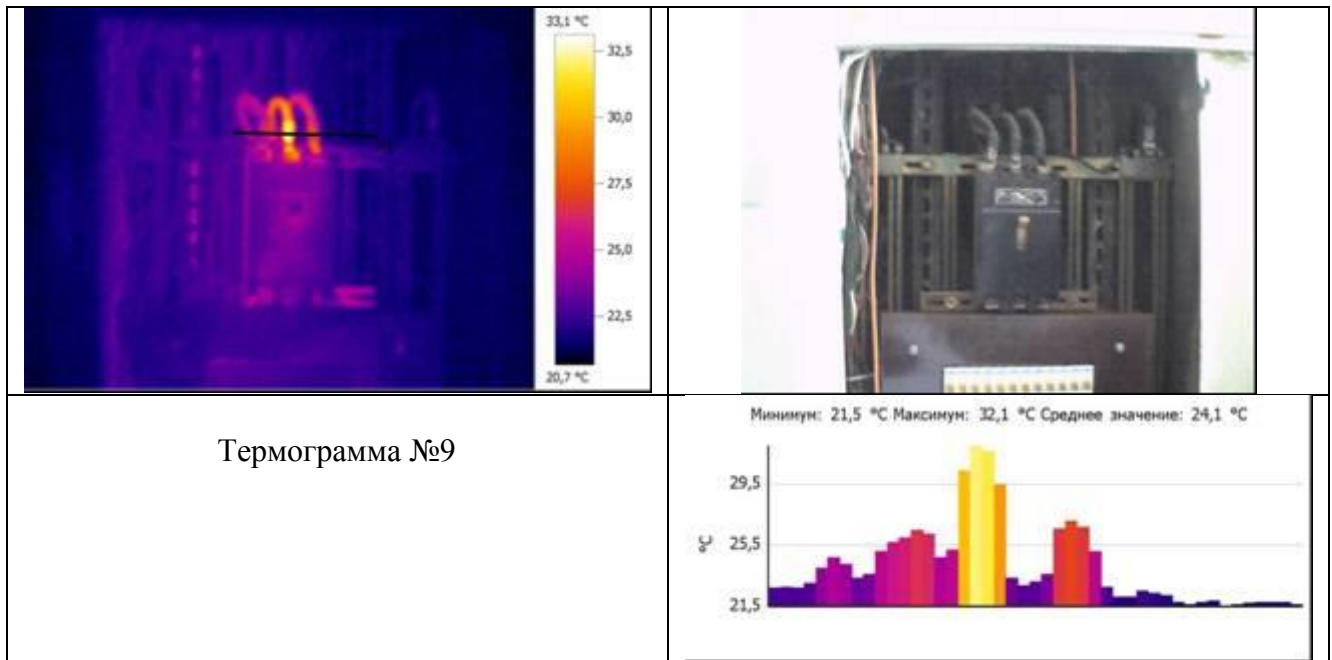 33,1 °C
32,5
30,0
27,5
25,0
22,5
20,7 °C
Термограмма №9
Минимум: 21,5 °C Максимум: 32,1 °C Среднее значение: 24,1 °C
°C
29,5
25,5
21,5